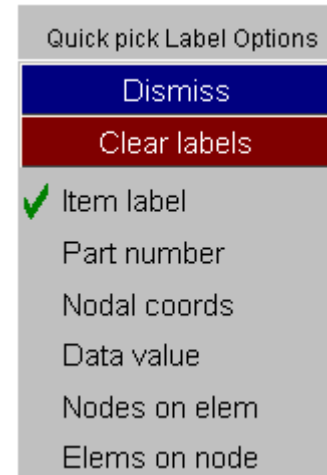 Quick pick Label Options
Dismiss
Clear labels
Item label
Part number
Nodal coords
Data value
Nodes on elem
Elems on node